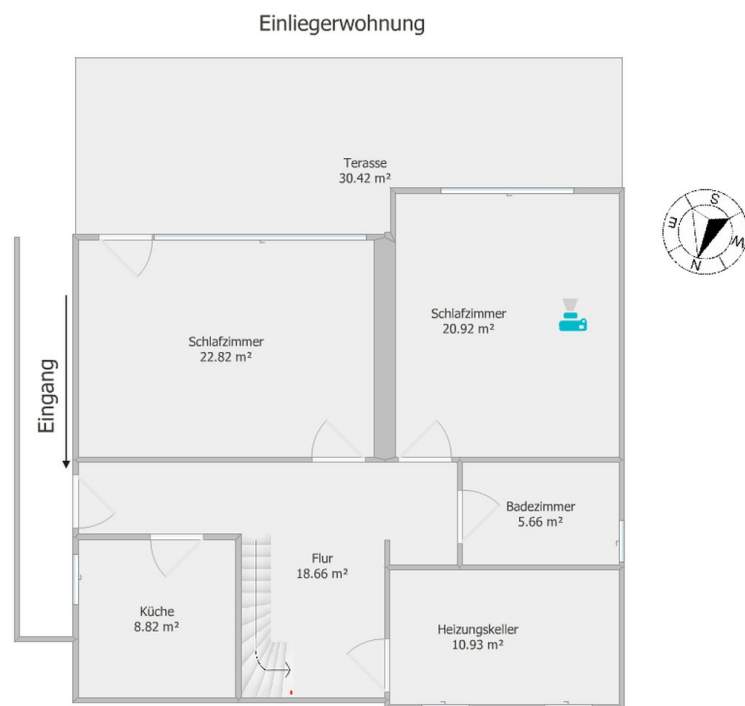 Einliegerwohnung
Terasse
30.42 m²
S
E
W
N
Schlafzimmer
20.92 m²
Schlafzimmer
22.82 m²
Eingang
Badezimmer
5.66 m²
Flur
18.66 m²
Küche
8.82 m²
Heizungskeller
10.93 m²